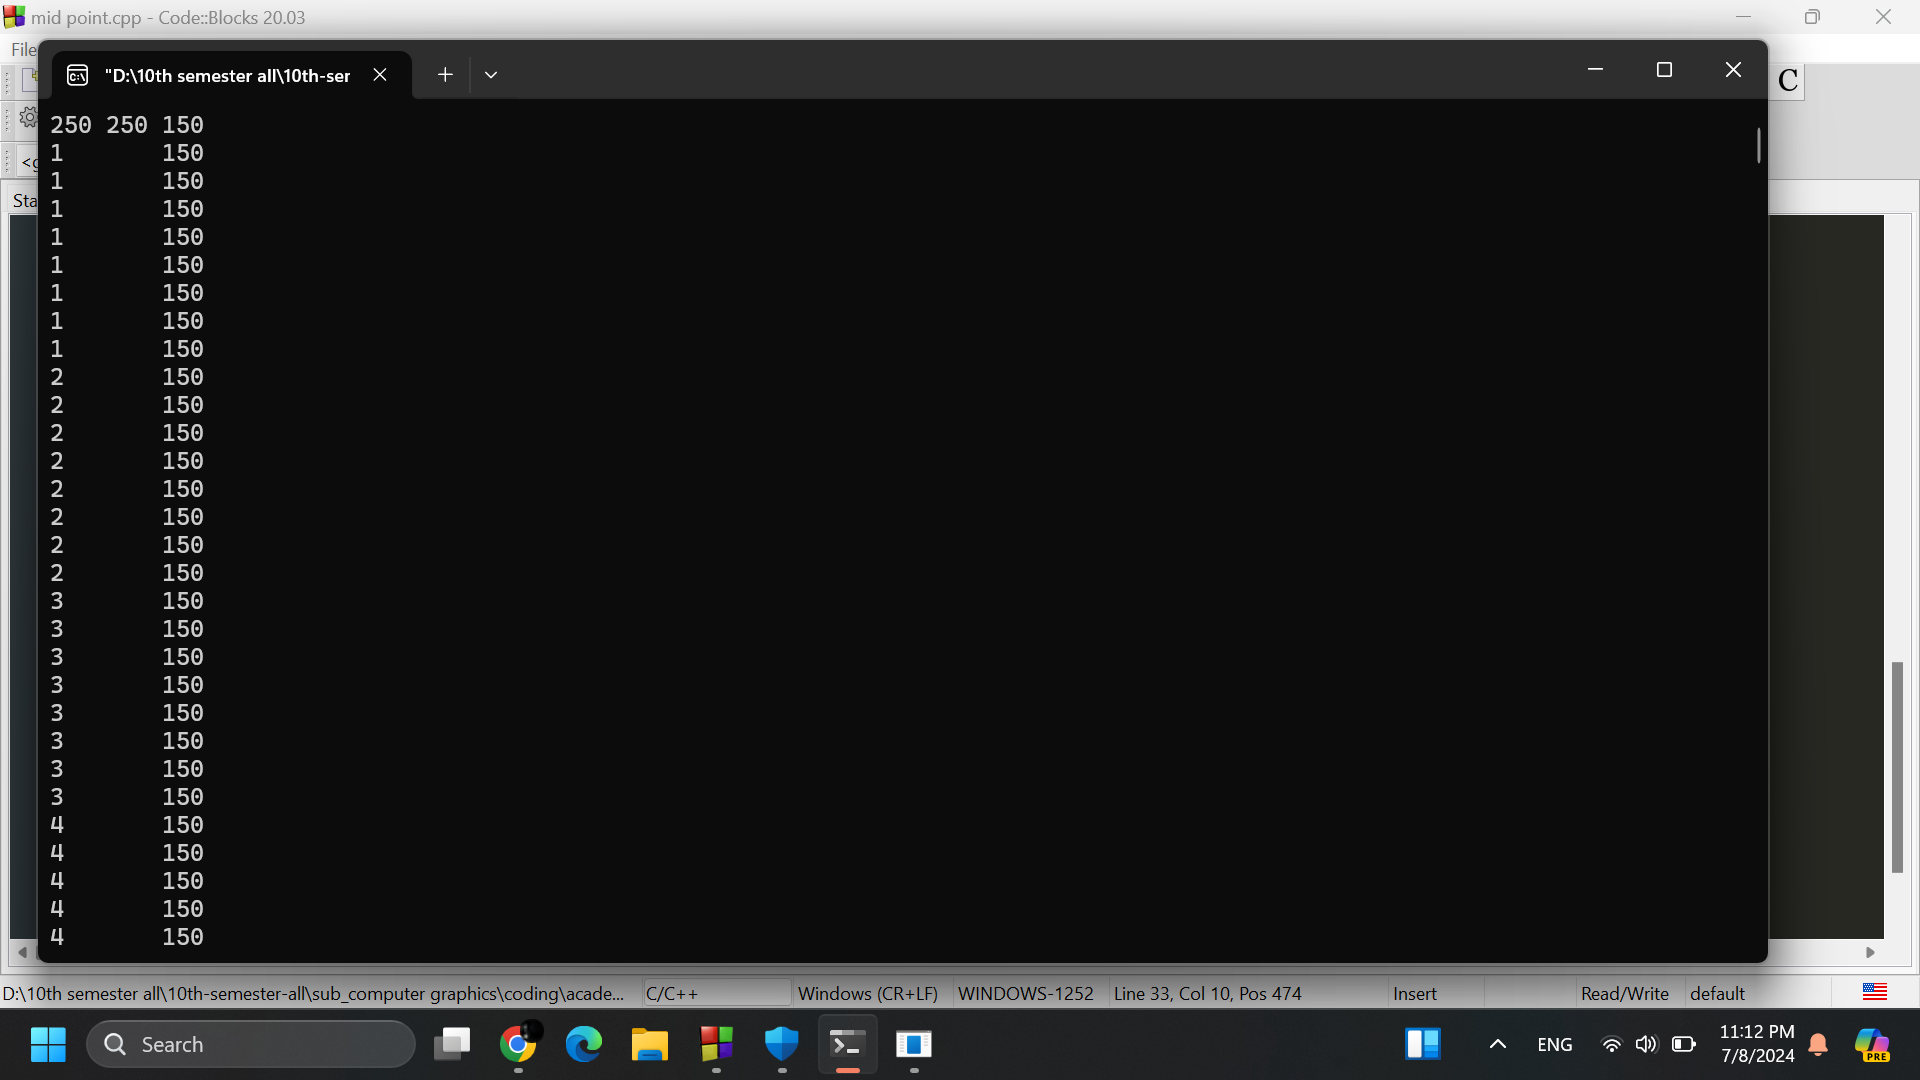 mid point.cpp - Code::Blocks 20.03
File
"D:\10th semester all\10th-ser
C
<g
Sta
250 250 150
1 150
1 150
1 150
1 150
1 150
1 150
1 150
1 150
2 150
2 150
2 150
2 150
2 150
2 150
2 150
2 150
3 150
3 150
3 150
3 150
3 150
3 150
3 150
3 150
4 150
4 150
4 150
4 150
4 150
D:\10th semester all\10th-semester-all\sub_computer graphics\coding\acade... C/C++ Windows (CR+LF) WINDOWS-1252 Line 33, Col 10, Pos 474 Insert Read/Write default
Search
ENG
11:12 PM
7/8/2024
PRE